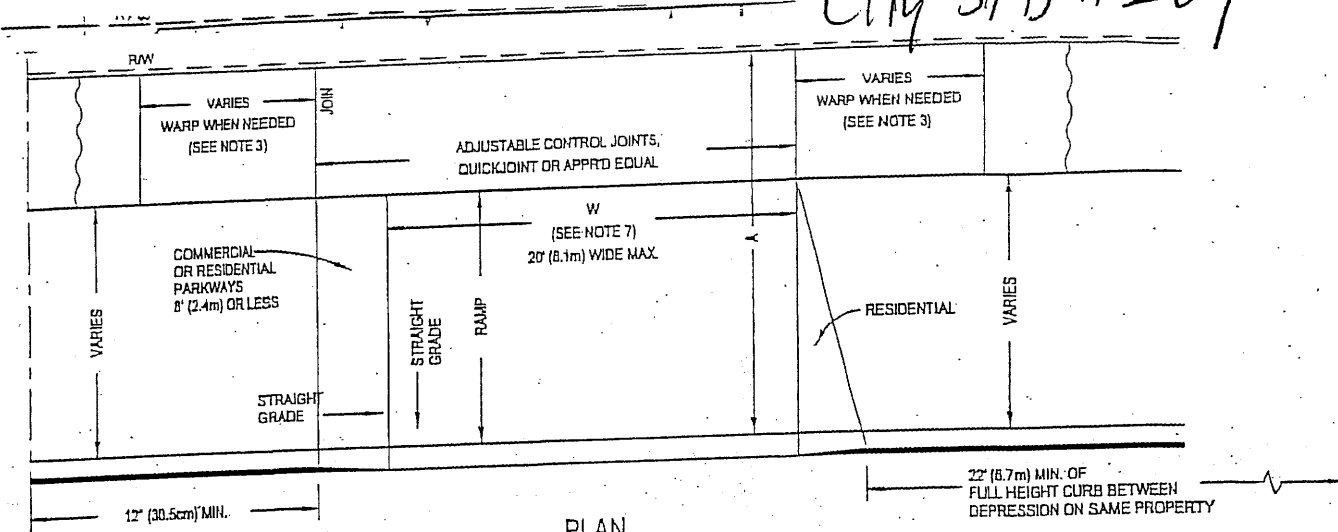 City of
R/W
R/W
VARIES
WARP WHEN NEEDED
(SEE NOTE 3)
JOIN
ADJUSTABLE CONTROL JOINTS,
QUICKJOINT OR APPR'D EQUAL
VARIES
WARP WHEN NEEDED
(SEE NOTE 3)
W
(SEE NOTE 7)
20' (6.1m) WIDE MAX.
COMMERCIAL
OR RESIDENTIAL
PARKWAYS
8' (2.4m) OR LESS
VARIES
STRAIGHT
GRADE
RAMP
Y
RESIDENTIAL
VARIES
STRAIGHT
GRADE
12" (30.5cm) MIN.
22' (6.7m) MIN. OF
FULL HEIGHT CURB BETWEEN
DEPRESSION ON SAME PROPERTY
PLAN